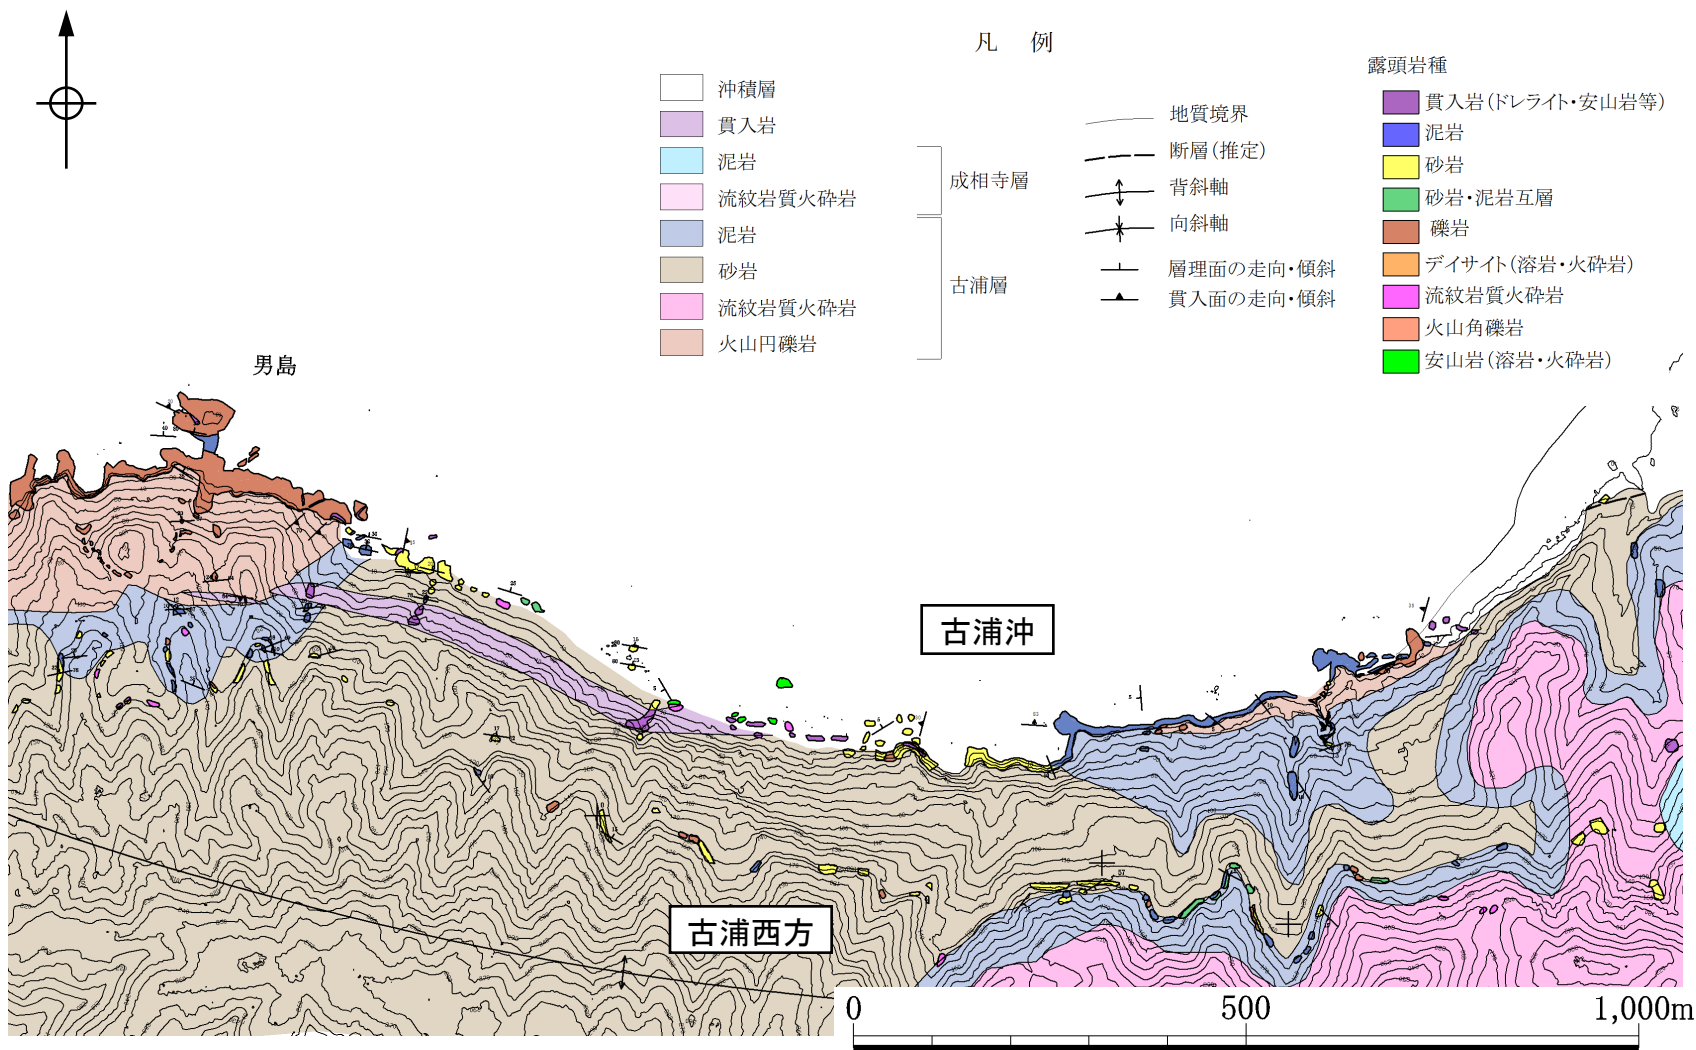 凡 例
沖積層
貫入岩
泥岩
流紋岩質火砕岩
成相寺層
泥岩
砂岩
流紋岩質火砕岩
火山円礫岩
古浦層
地質境界
断層(推定)
背斜軸
向斜軸
層理面の走向・傾斜
貫入面の走向・傾斜
露頭岩種
貫入岩(ドレライト・安山岩等)
泥岩
砂岩
砂岩・泥岩互層
礫岩
デイサイト(溶岩・火砕岩)
流紋岩質火砕岩
火山角礫岩
安山岩(溶岩・火砕岩)
男島
古浦沖
古浦西方
0 500 1,000m